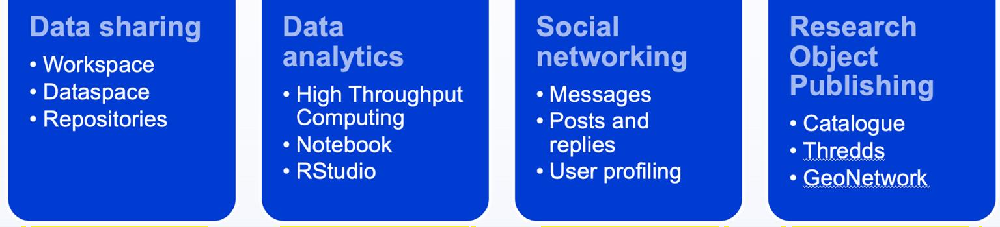 Data sharing
• Workspace
• Dataspace
• Repositories
Data
analytics
• High Throughput
Computing
• Notebook
• RStudio
Social
networking
• Messages
• Posts and
replies
• User profiling
Research
Object
Publishing
• Catalogue
• Thredds
• GeoNetwork